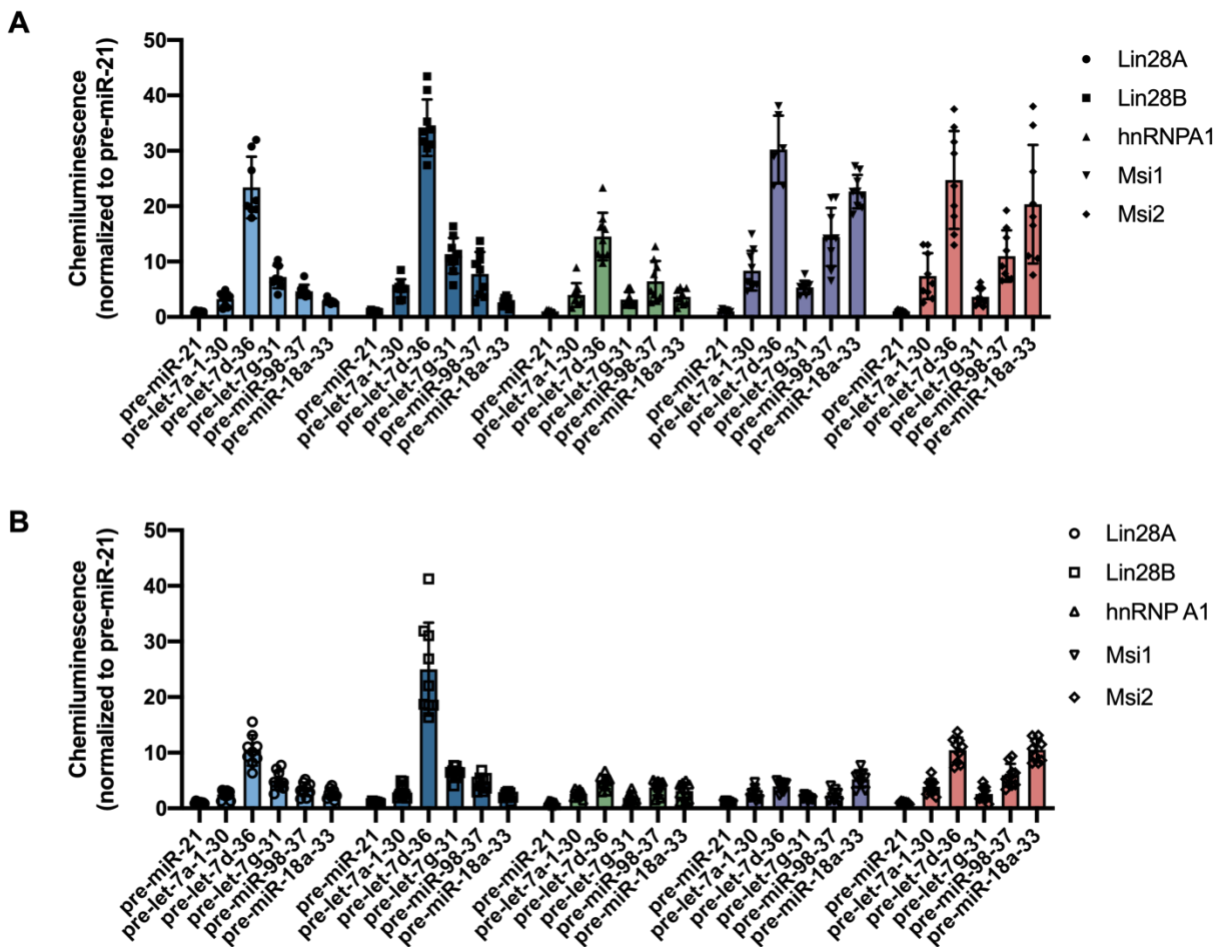 A
Chemiluminescence
(normalized to pre-miR-21)
50
40
30
20
10
0
pre-miR-21
pre-let-7a-1-30
pre-let-7d-36
pre-let-7g-31
pre-miR-98-37
pre-miR-18a-33
pre-miR-21
pre-let-7a-1-30
pre-let-7d-36
pre-let-7g-31
pre-miR-98-37
pre-miR-18a-33
pre-miR-21
pre-let-7a-1-30
pre-let-7d-36
pre-let-7g-31
pre-miR-98-37
pre-miR-18a-33
pre-miR-21
pre-let-7a-1-30
pre-let-7d-36
pre-let-7g-31
pre-miR-98-37
pre-miR-18a-33
pre-miR-21
pre-let-7a-1-30
pre-let-7d-36
pre-let-7g-31
pre-miR-98-37
pre-miR-18a-33
Lin28A
Lin28B
hnRNPA1
Msi1
Msi2
B
Chemiluminescence
(normalized to pre-miR-21)
50
40
30
20
10
0
pre-miR-21
pre-let-7a-1-30
pre-let-7d-36
pre-let-7g-31
pre-miR-98-37
pre-miR-18a-33
pre-miR-21
pre-let-7a-1-30
pre-let-7d-36
pre-let-7g-31
pre-miR-98-37
pre-miR-18a-33
pre-miR-21
pre-let-7a-1-30
pre-let-7d-36
pre-let-7g-31
pre-miR-98-37
pre-miR-18a-33
pre-miR-21
pre-let-7a-1-30
pre-let-7d-36
pre-let-7g-31
pre-miR-98-37
pre-miR-18a-33
pre-miR-21
pre-let-7a-1-30
pre-let-7d-36
pre-let-7g-31
pre-miR-98-37
pre-miR-18a-33
Lin28A
Lin28B
hnRNP A1
Msi1
Msi2